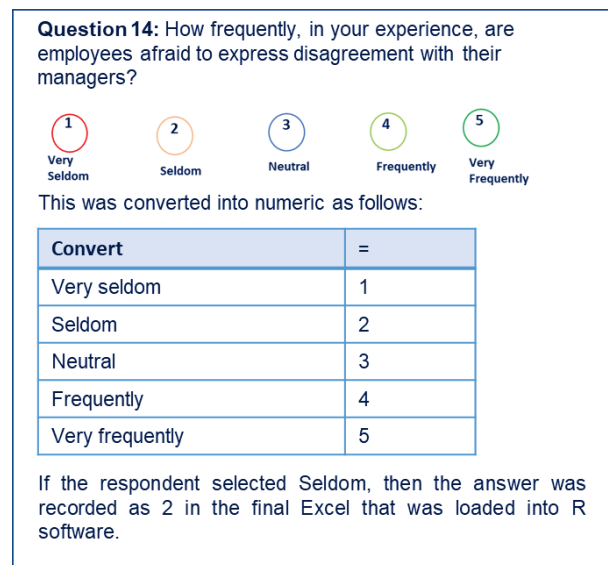 Question 14: How frequently, in your experience, are
employees afraid to express disagreement with their
managers?
1 2 3 4 5
Very Seldom Seldom Neutral Frequently Very Frequently
This was converted into numeric as follows:
Convert =
Very seldom 1
Seldom 2
Neutral 3
Frequently 4
Very frequently 5
If the respondent selected Seldom, then the answer was
recorded as 2 in the final Excel that was loaded into R
software.